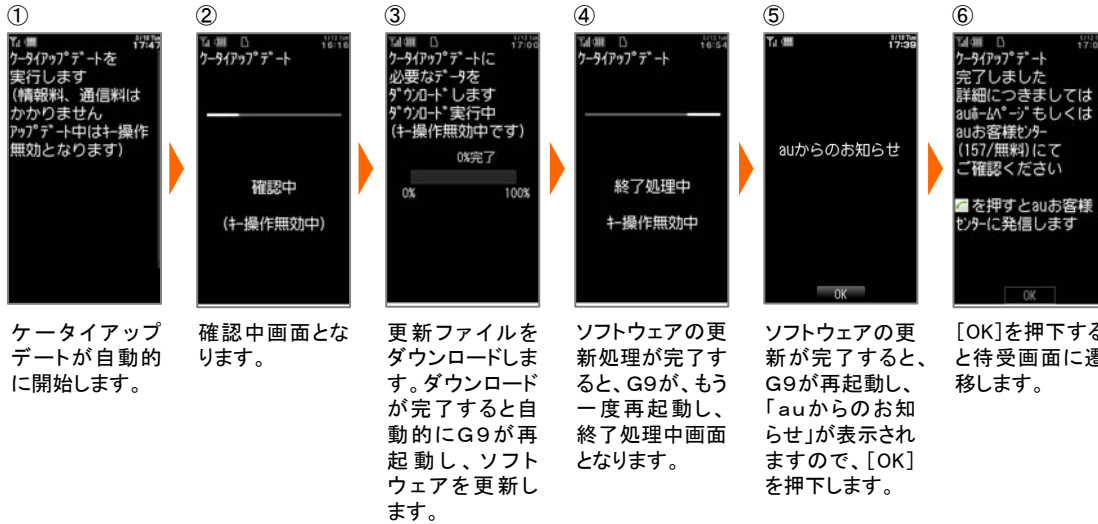 ①
3/10 Tue
17:47
ケータイアップデートを
実行します
(情報料、通信料は
かかりません
アップデート中はキー操作
無効となります)
ケータイアップ
デートが自動的
に開始します。
②
16:16
ケータイアップデート
確認中
(キー操作無効中)
確認中画面とな
ります。
③
17:00
ケータイアップデートに
必要なデータを
ダウンロードします
ダウンロード実行中
(キー操作無効中です)
0%完了
0% 100%
更新ファイルを
ダウンロードしま
す。ダウンロード
が完了すると自
動的にG9が再
起動し、ソフト
ウェアを更新し
ます。
④
16:54
ケータイアップデート
終了処理中
キー操作無効中
ソフトウェアの更
新処理が完了す
ると、G9が、もう
一度再起動し、
終了処理中画面
となります。
⑤
3/10 Tue
17:39
auからのお知らせ
OK
ソフトウェアの更
新が完了すると、
G9が再起動し、
「auからのお知
らせ」が表示され
ますので、[OK]
を押下します。
⑥
ケータイアップデート
完了しました
詳細につきましては
auホームページもしくは
auお客様センター
(157/無料)にて
ご確認ください
を押すとauお客様
センターに発信します
OK
[OK]を押下する
と待受画面に遷
移します。